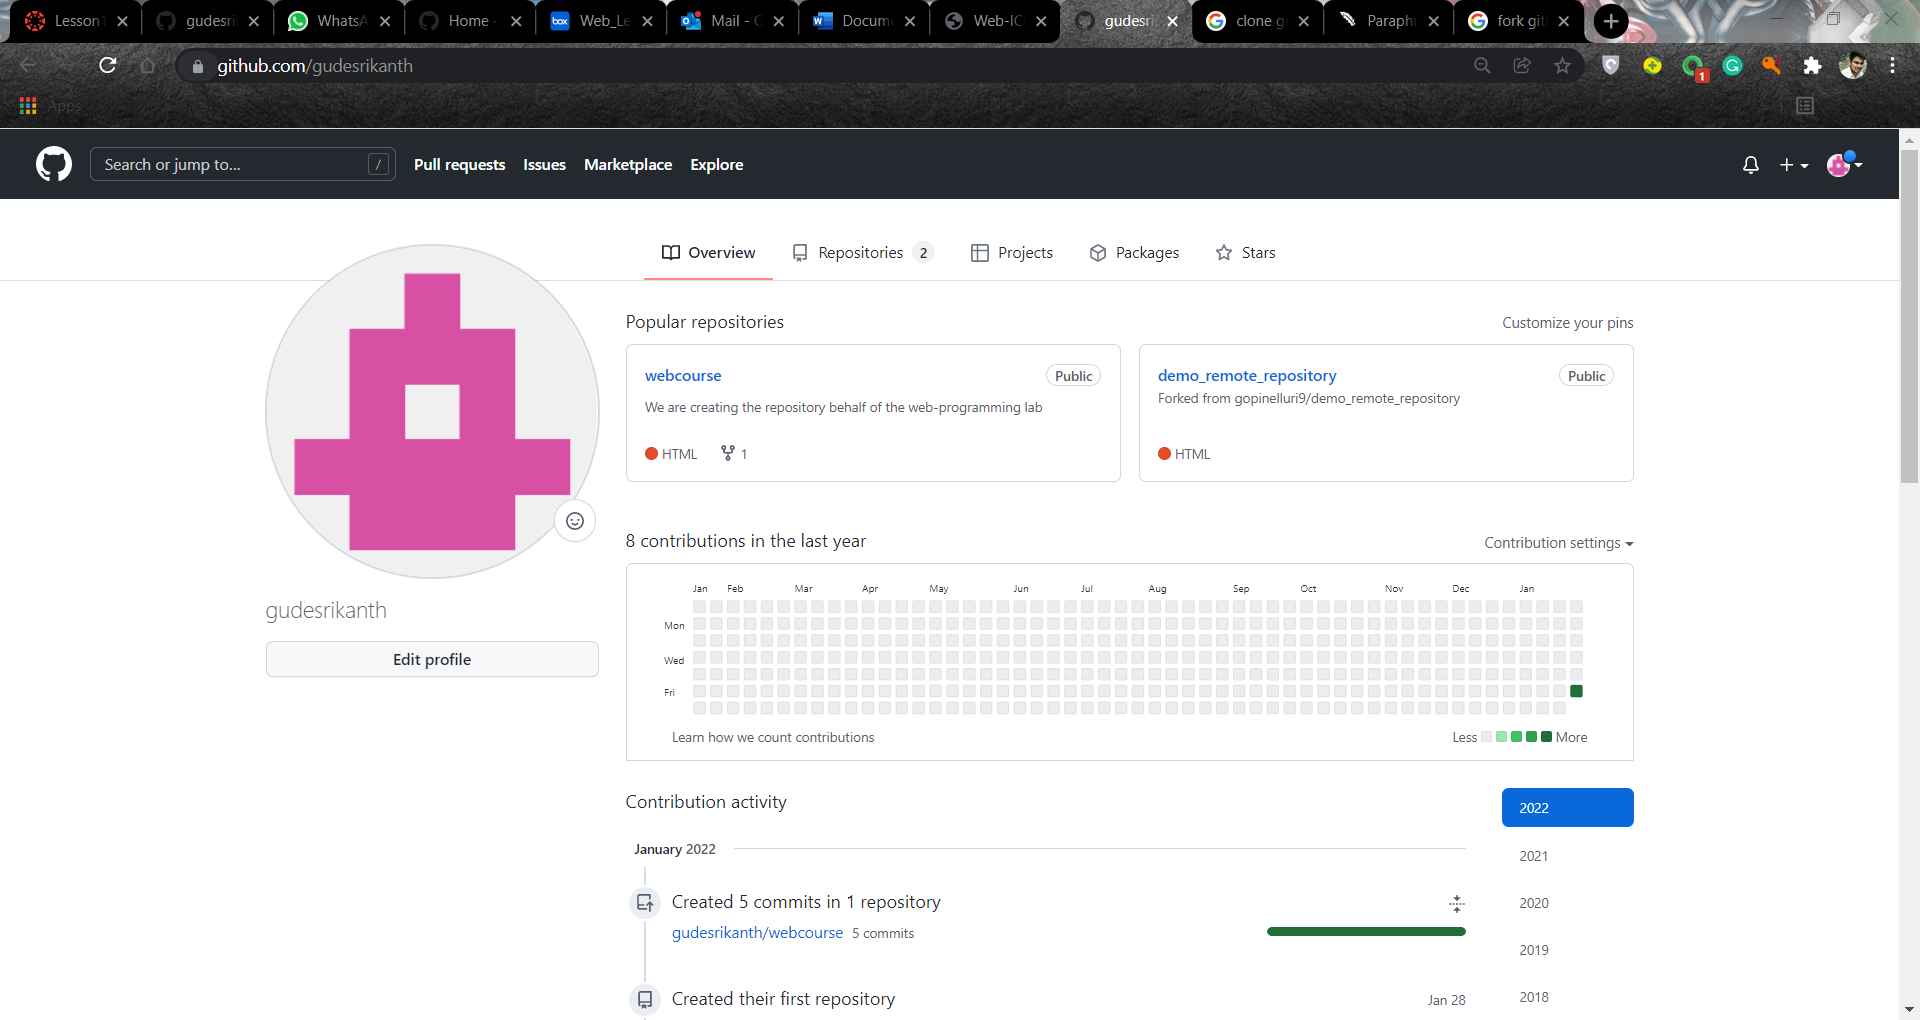 Lesson1
gudesri
WhatsA
Home
Web_Le
Mail - G
Docum
Web-IC
gudesri
clone g
Paraphr
fork git
github.com/gudesrikanth
1
Apps
Search or jump to...
/
Pull requests
Issues
Marketplace
Explore
Overview
Repositories 2
Projects
Packages
Stars
Popular repositories
Customize your pins
webcourse
Public
We are creating the repository behalf of the web-programming lab
HTML
1
demo_remote_repository
Public
Forked from gopinelluri9/demo_remote_repository
HTML
gudesrikanth
Edit profile
8 contributions in the last year
Contribution settings
Jan Feb Mar Apr May Jun Jul Aug Sep Oct Nov Dec Jan
Mon
Wed
Fri
Learn how we count contributions
Less
More
Contribution activity
2022
2021
2020
2019
2018
January 2022
Created 5 commits in 1 repository
gudesrikanth/webcourse 5 commits
Created their first repository
Jan 28